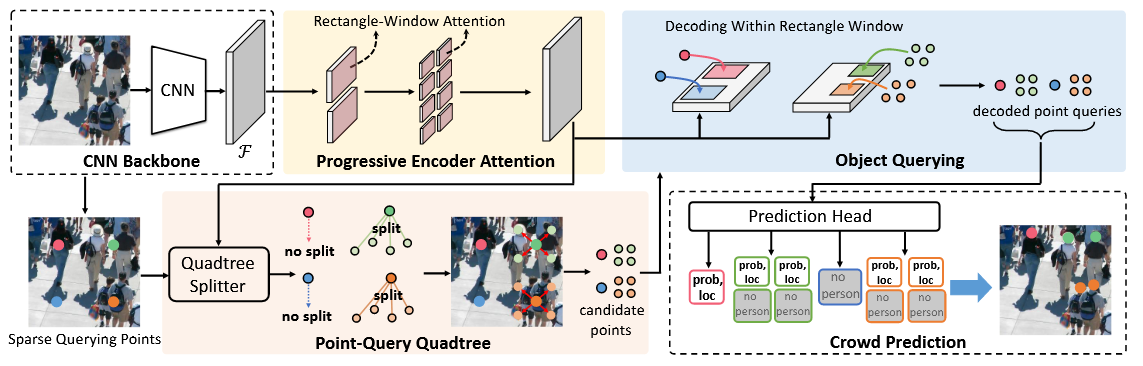 CNN
𝓕
CNN Backbone
Rectangle-Window Attention
Progressive Encoder Attention
Decoding Within Rectangle Window
decoded point queries
Object Querying
Sparse Querying Points
Quadtree
Splitter
no split
no split
split
split
candidate
points
Point-Query Quadtree
Prediction Head
prob,
loc
prob,
loc
no
person
prob,
loc
no
person
no
person
prob,
loc
no
person
prob,
loc
no
person
Crowd Prediction